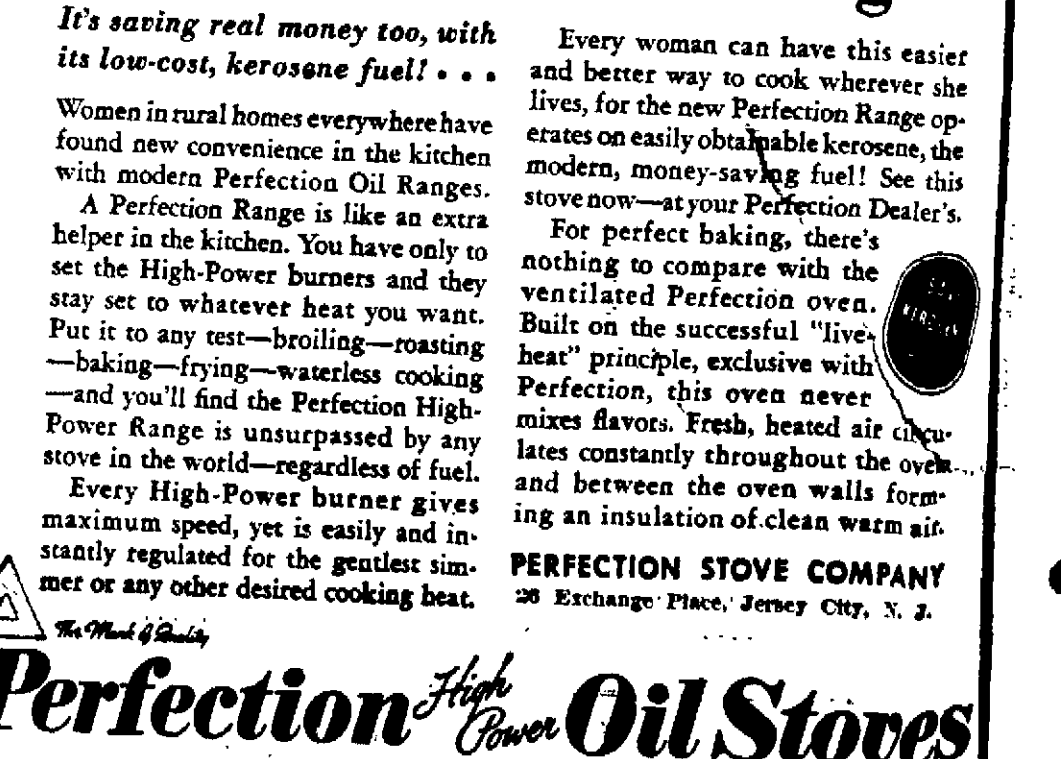 It's saving real money too, with
its low-cost, kerosene fuel! • • •
Women in rural homes everywhere have
found new convenience in the kitchen
with modern Perfection Oil Ranges.
A Perfection Range is like an extra
helper in the kitchen. You have only to
set the High-Power burners and they
stay set to whatever heat you want.
Put it to any test—broiling—roasting
—baking—frying—waterless cooking
—and you'll find the Perfection High-
Power Range is unsurpassed by any
stove in the world—regardless of fuel.
Every High-Power burner gives
maximum speed, yet is easily and in-
stantly regulated for the gentlest sim-
mer or any other desired cooking heat.
The Mark of Quality
Every woman can have this easier
and better way to cook wherever she
lives, for the new Perfection Range op-
erates on easily obtainable kerosene, the
modern, money-saving fuel! See this
stove now—at your Perfection Dealer's.
For perfect baking, there's
nothing to compare with the
ventilated Perfection oven.
Built on the successful "live-
heat" principle, exclusive with
Perfection, this oven never
mixes flavors. Fresh, heated air circu-
lates constantly throughout the oven
and between the oven walls form-
ing an insulation of clean warm air.
PERFECTION STOVE COMPANY
26 Exchange Place, Jersey City, N. J.
Perfection High Power Oil Stoves